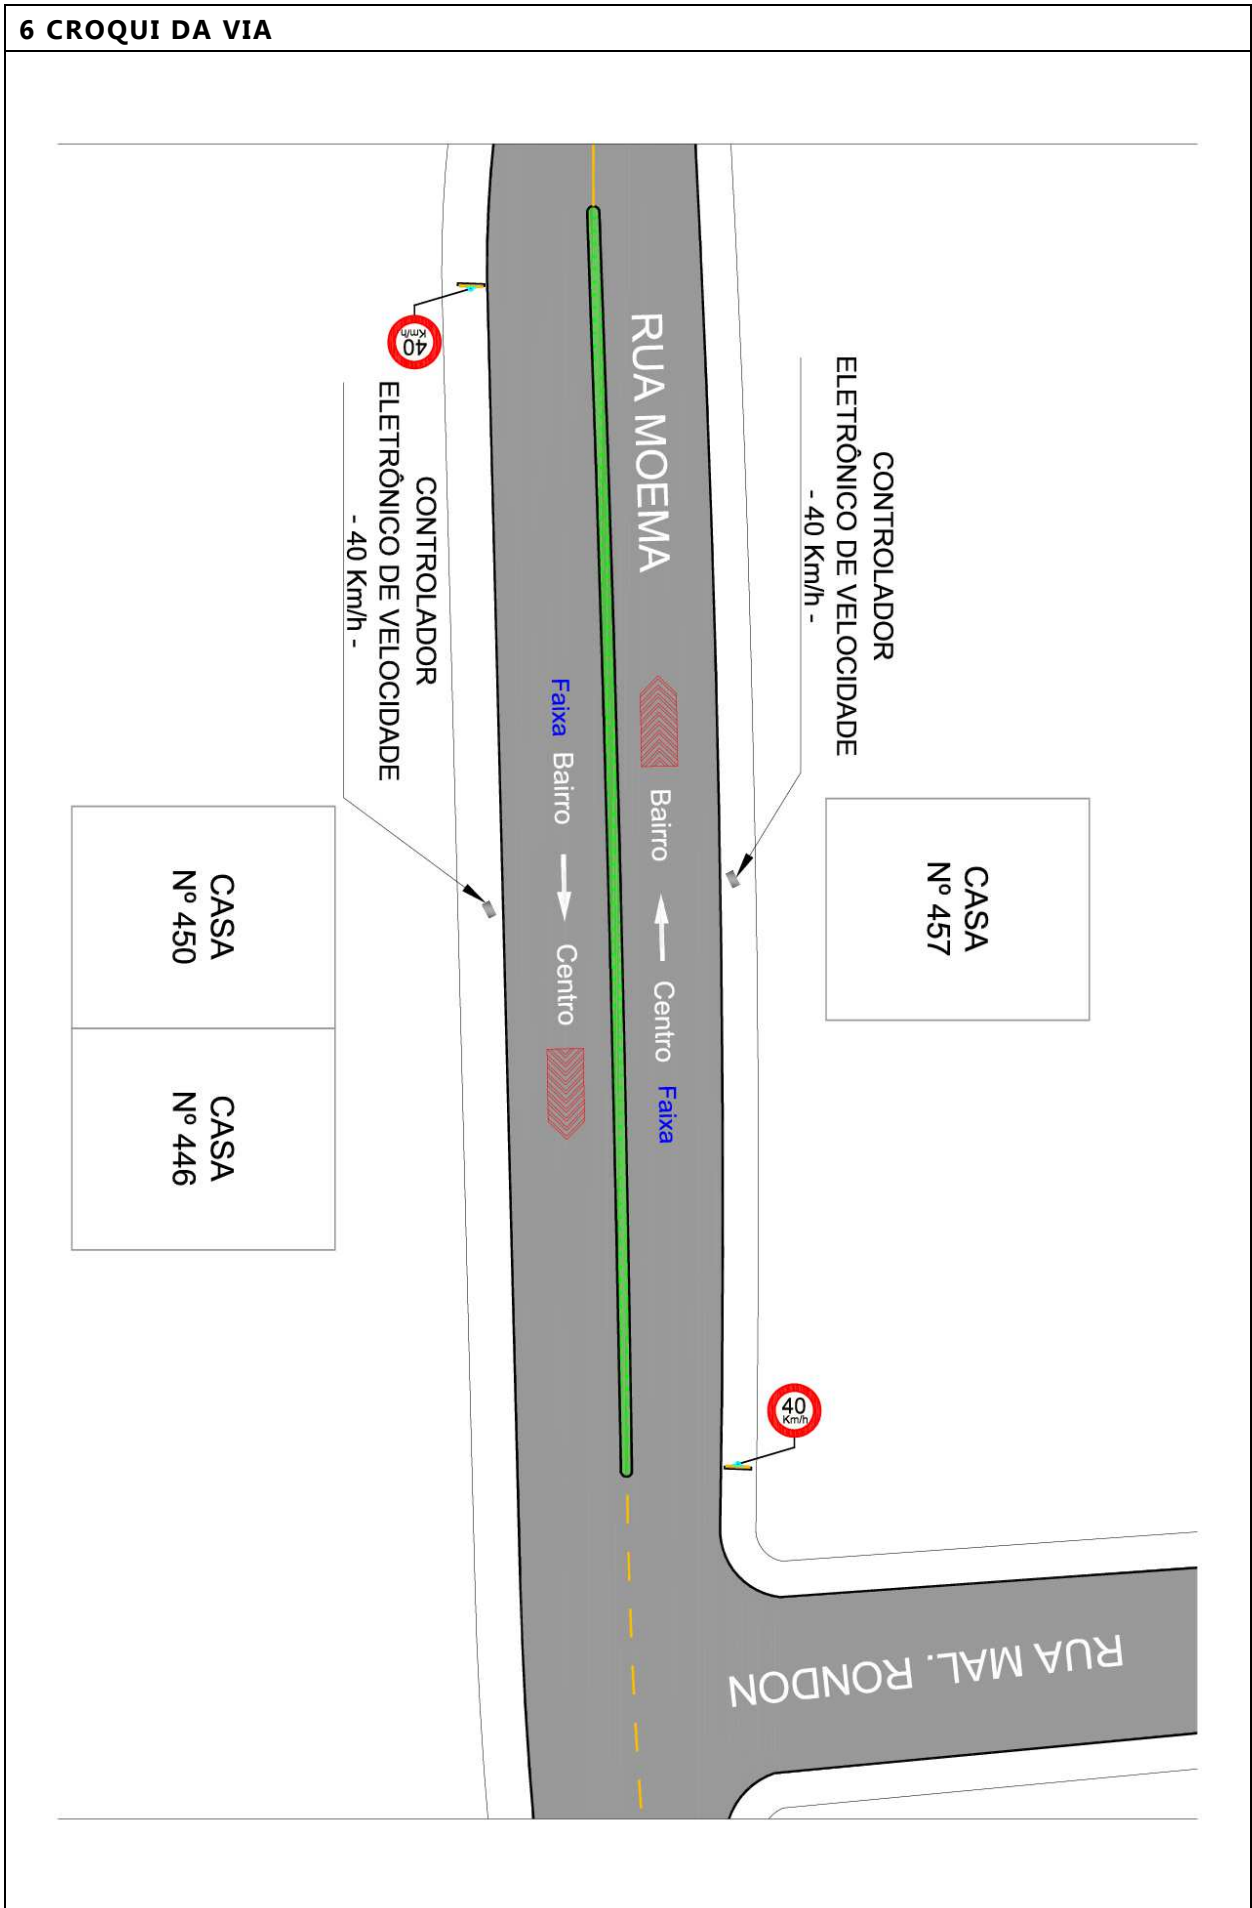 6 CROQUI DA VIA
40
Km/h
CONTROLADOR
ELETRÔNICO DE VELOCIDADE
- 40 Km/h -
RUA MOEMA
CONTROLADOR
ELETRÔNICO DE VELOCIDADE
- 40 Km/h -
Faixa
Bairro
Centro
Bairro
Centro
Faixa
CASA
Nº 450
CASA
Nº 446
CASA
Nº 457
40
Km/h
RUA MAL. RONDON